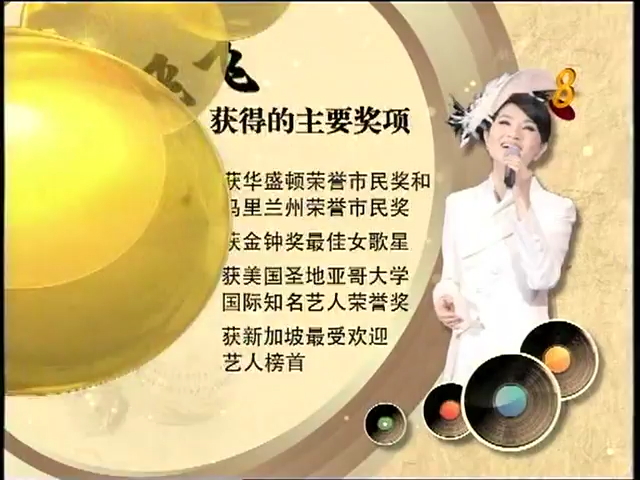 飞飞
获得的主要奖项
8
获华盛顿荣誉市民奖和
马里兰州荣誉市民奖
获金钟奖最佳女歌星
获美国圣地亚哥大学
国际知名艺人荣誉奖
获新加坡最受欢迎
艺人榜首